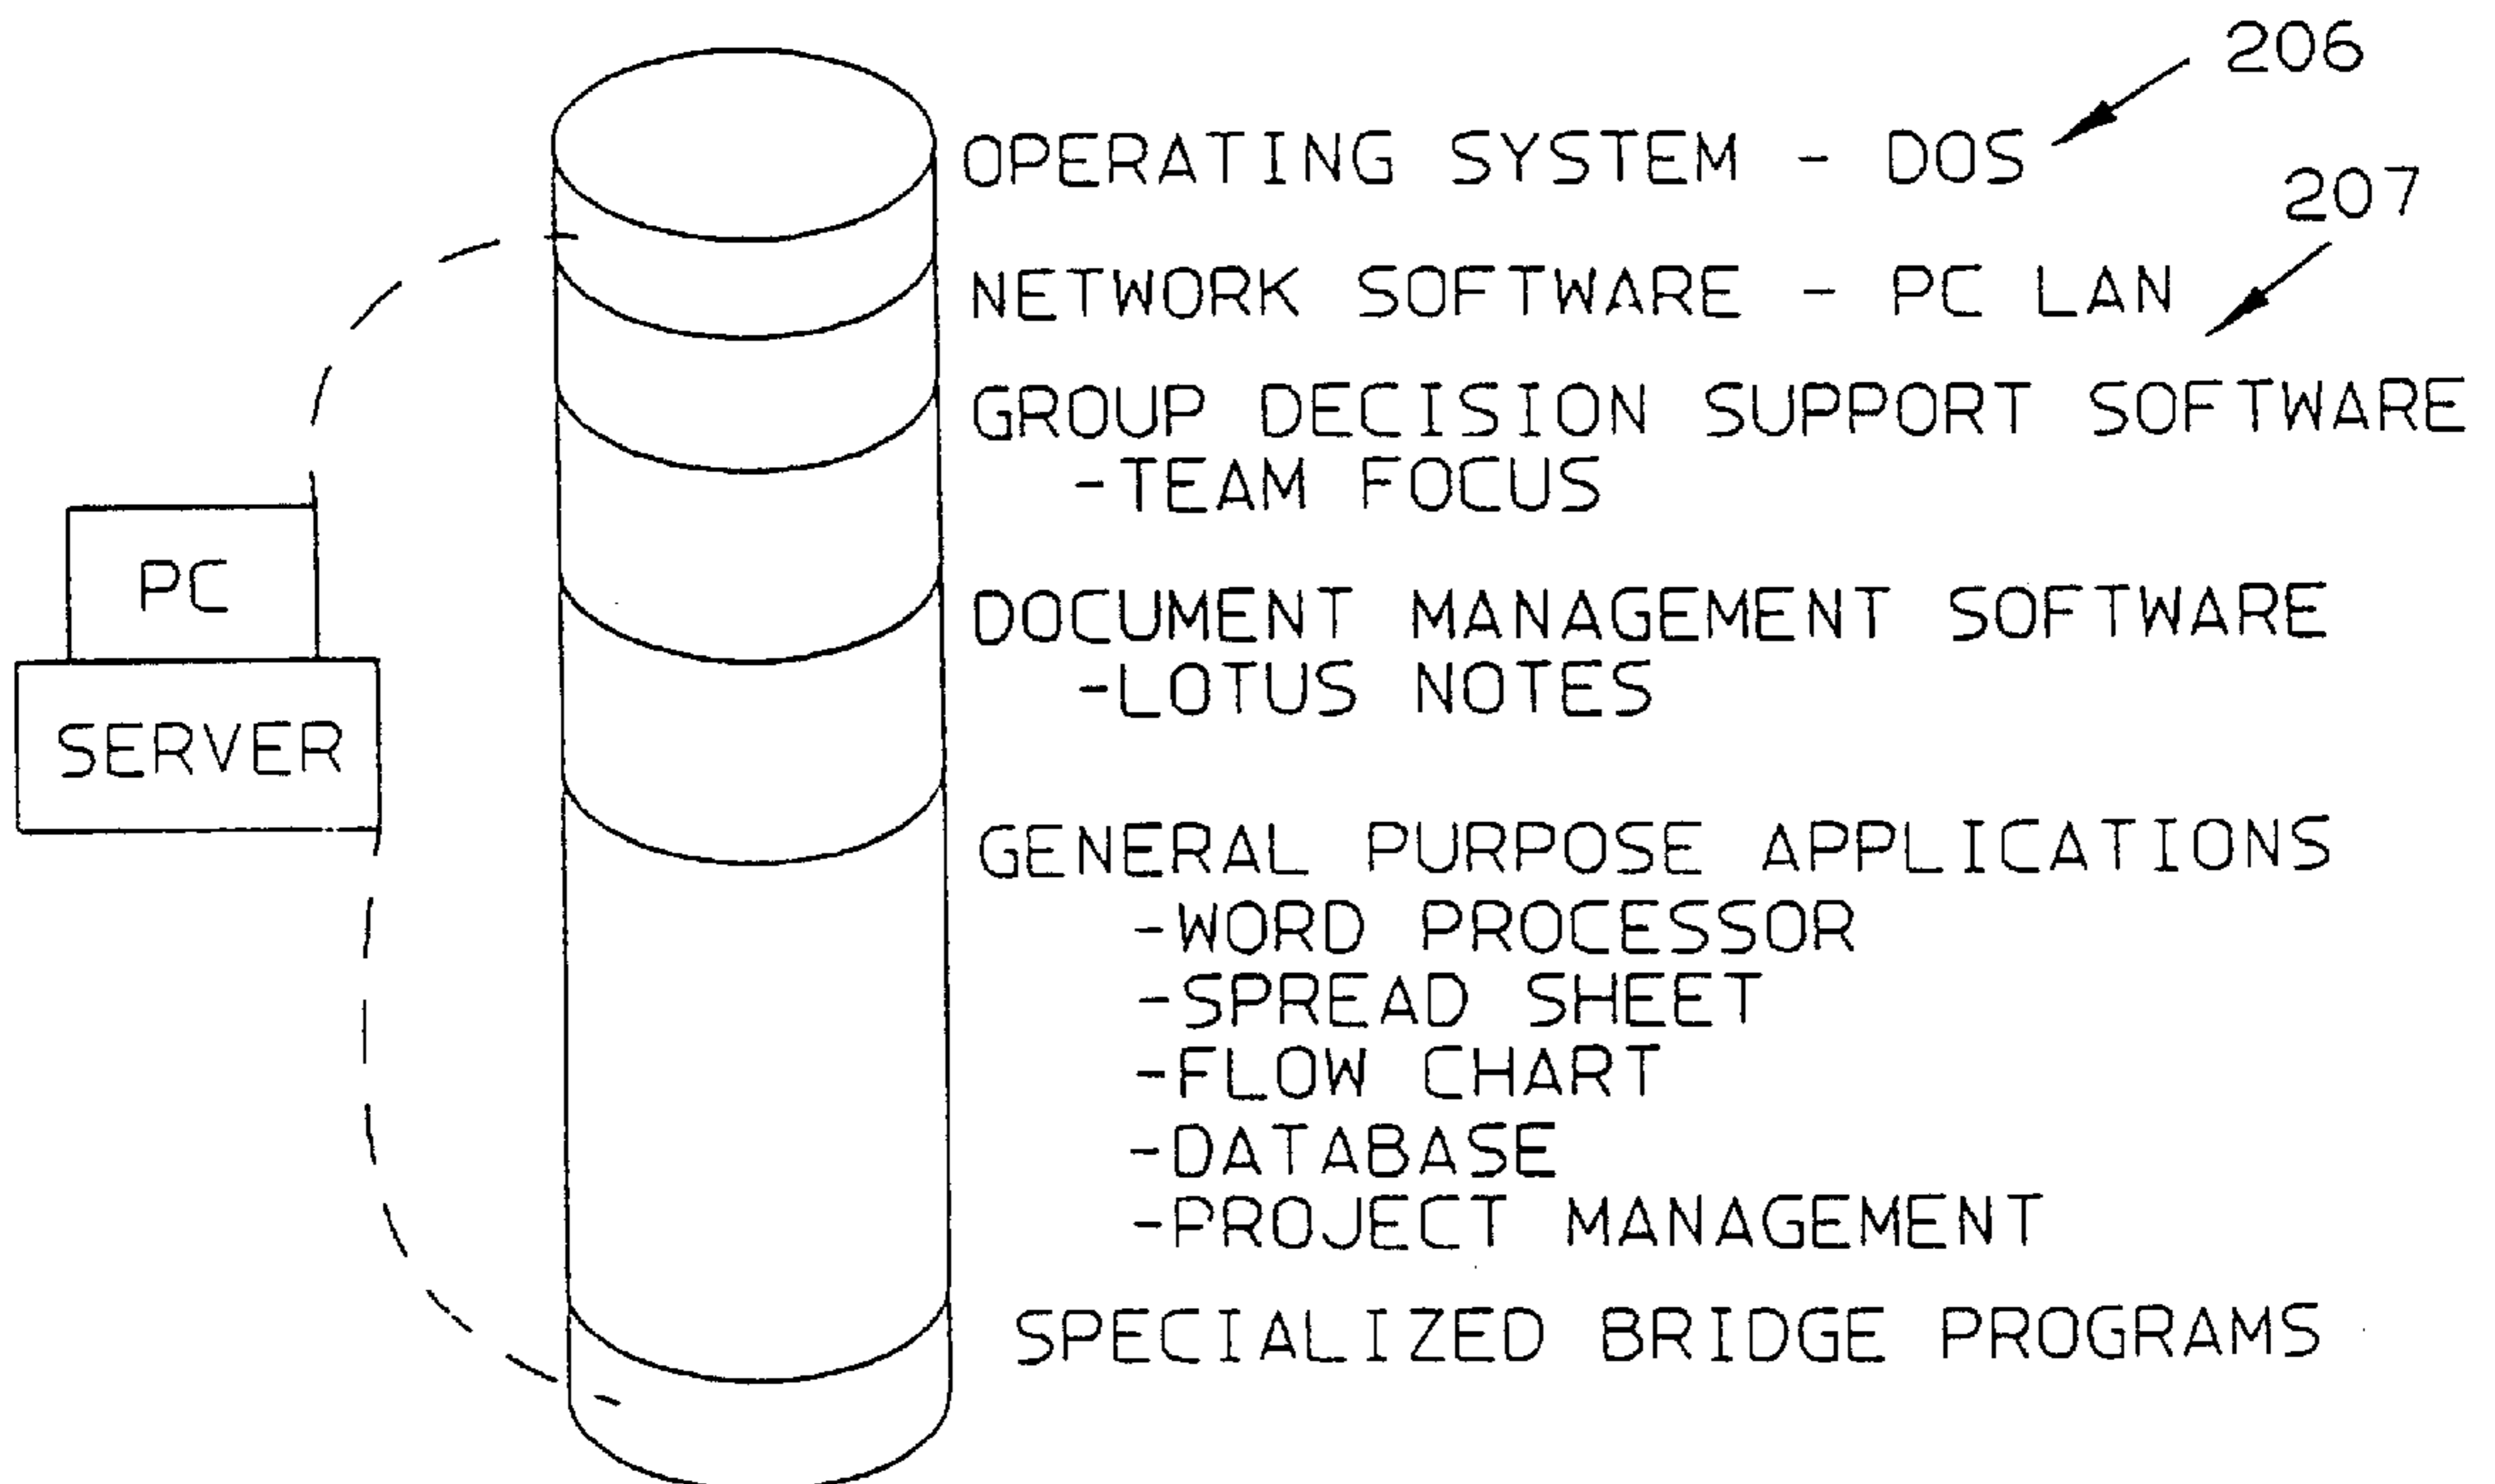 206
OPERATING SYSTEM - DOS
207
NETWORK SOFTWARE - PC LAN
GROUP DECISION SUPPORT SOFTWARE
-TEAM FOCUS
PC
DOCUMENT MANAGEMENT SOFTWARE
-LOTUS NOTES
SERVER
GENERAL PURPOSE APPLICATIONS
-WORD PROCESSOR
-SPREAD SHEET
-FLOW CHART
-DATABASE
-PROJECT MANAGEMENT
SPECIALIZED BRIDGE PROGRAMS